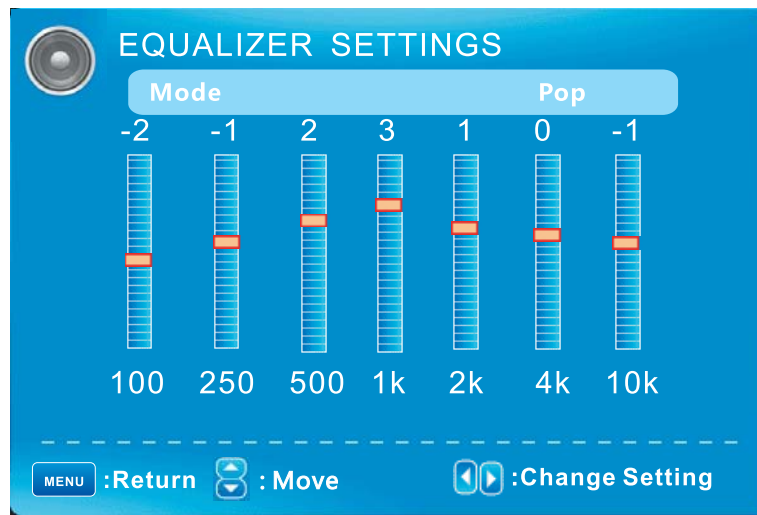 EQUALIZER SETTINGS
Mode Pop
-2 -1 2 3 1 0 -1
100 250 500 1k 2k 4k 10k
MENU :Return : Move :Change Setting